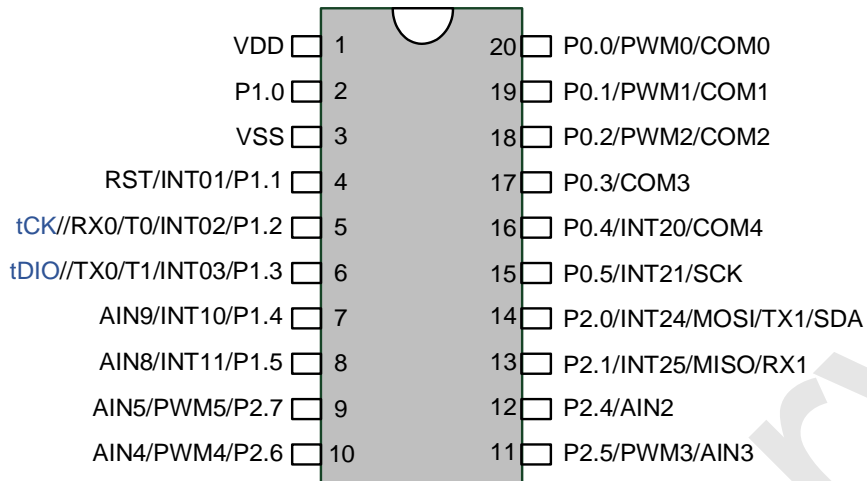 VDD 1 20 P0.0/PWM0/COM0
P1.0 2 19 P0.1/PWM1/COM1
VSS 3 18 P0.2/PWM2/COM2
RST/INT01/P1.1 4 17 P0.3/COM3
tCK//RX0/T0/INT02/P1.2 5 16 P0.4/INT20/COM4
tDIO//TX0/T1/INT03/P1.3 6 15 P0.5/INT21/SCK
AIN9/INT10/P1.4 7 14 P2.0/INT24/MOSI/TX1/SDA
AIN8/INT11/P1.5 8 13 P2.1/INT25/MISO/RX1
AIN5/PWM5/P2.7 9 12 P2.4/AIN2
AIN4/PWM4/P2.6 10 11 P2.5/PWM3/AIN3